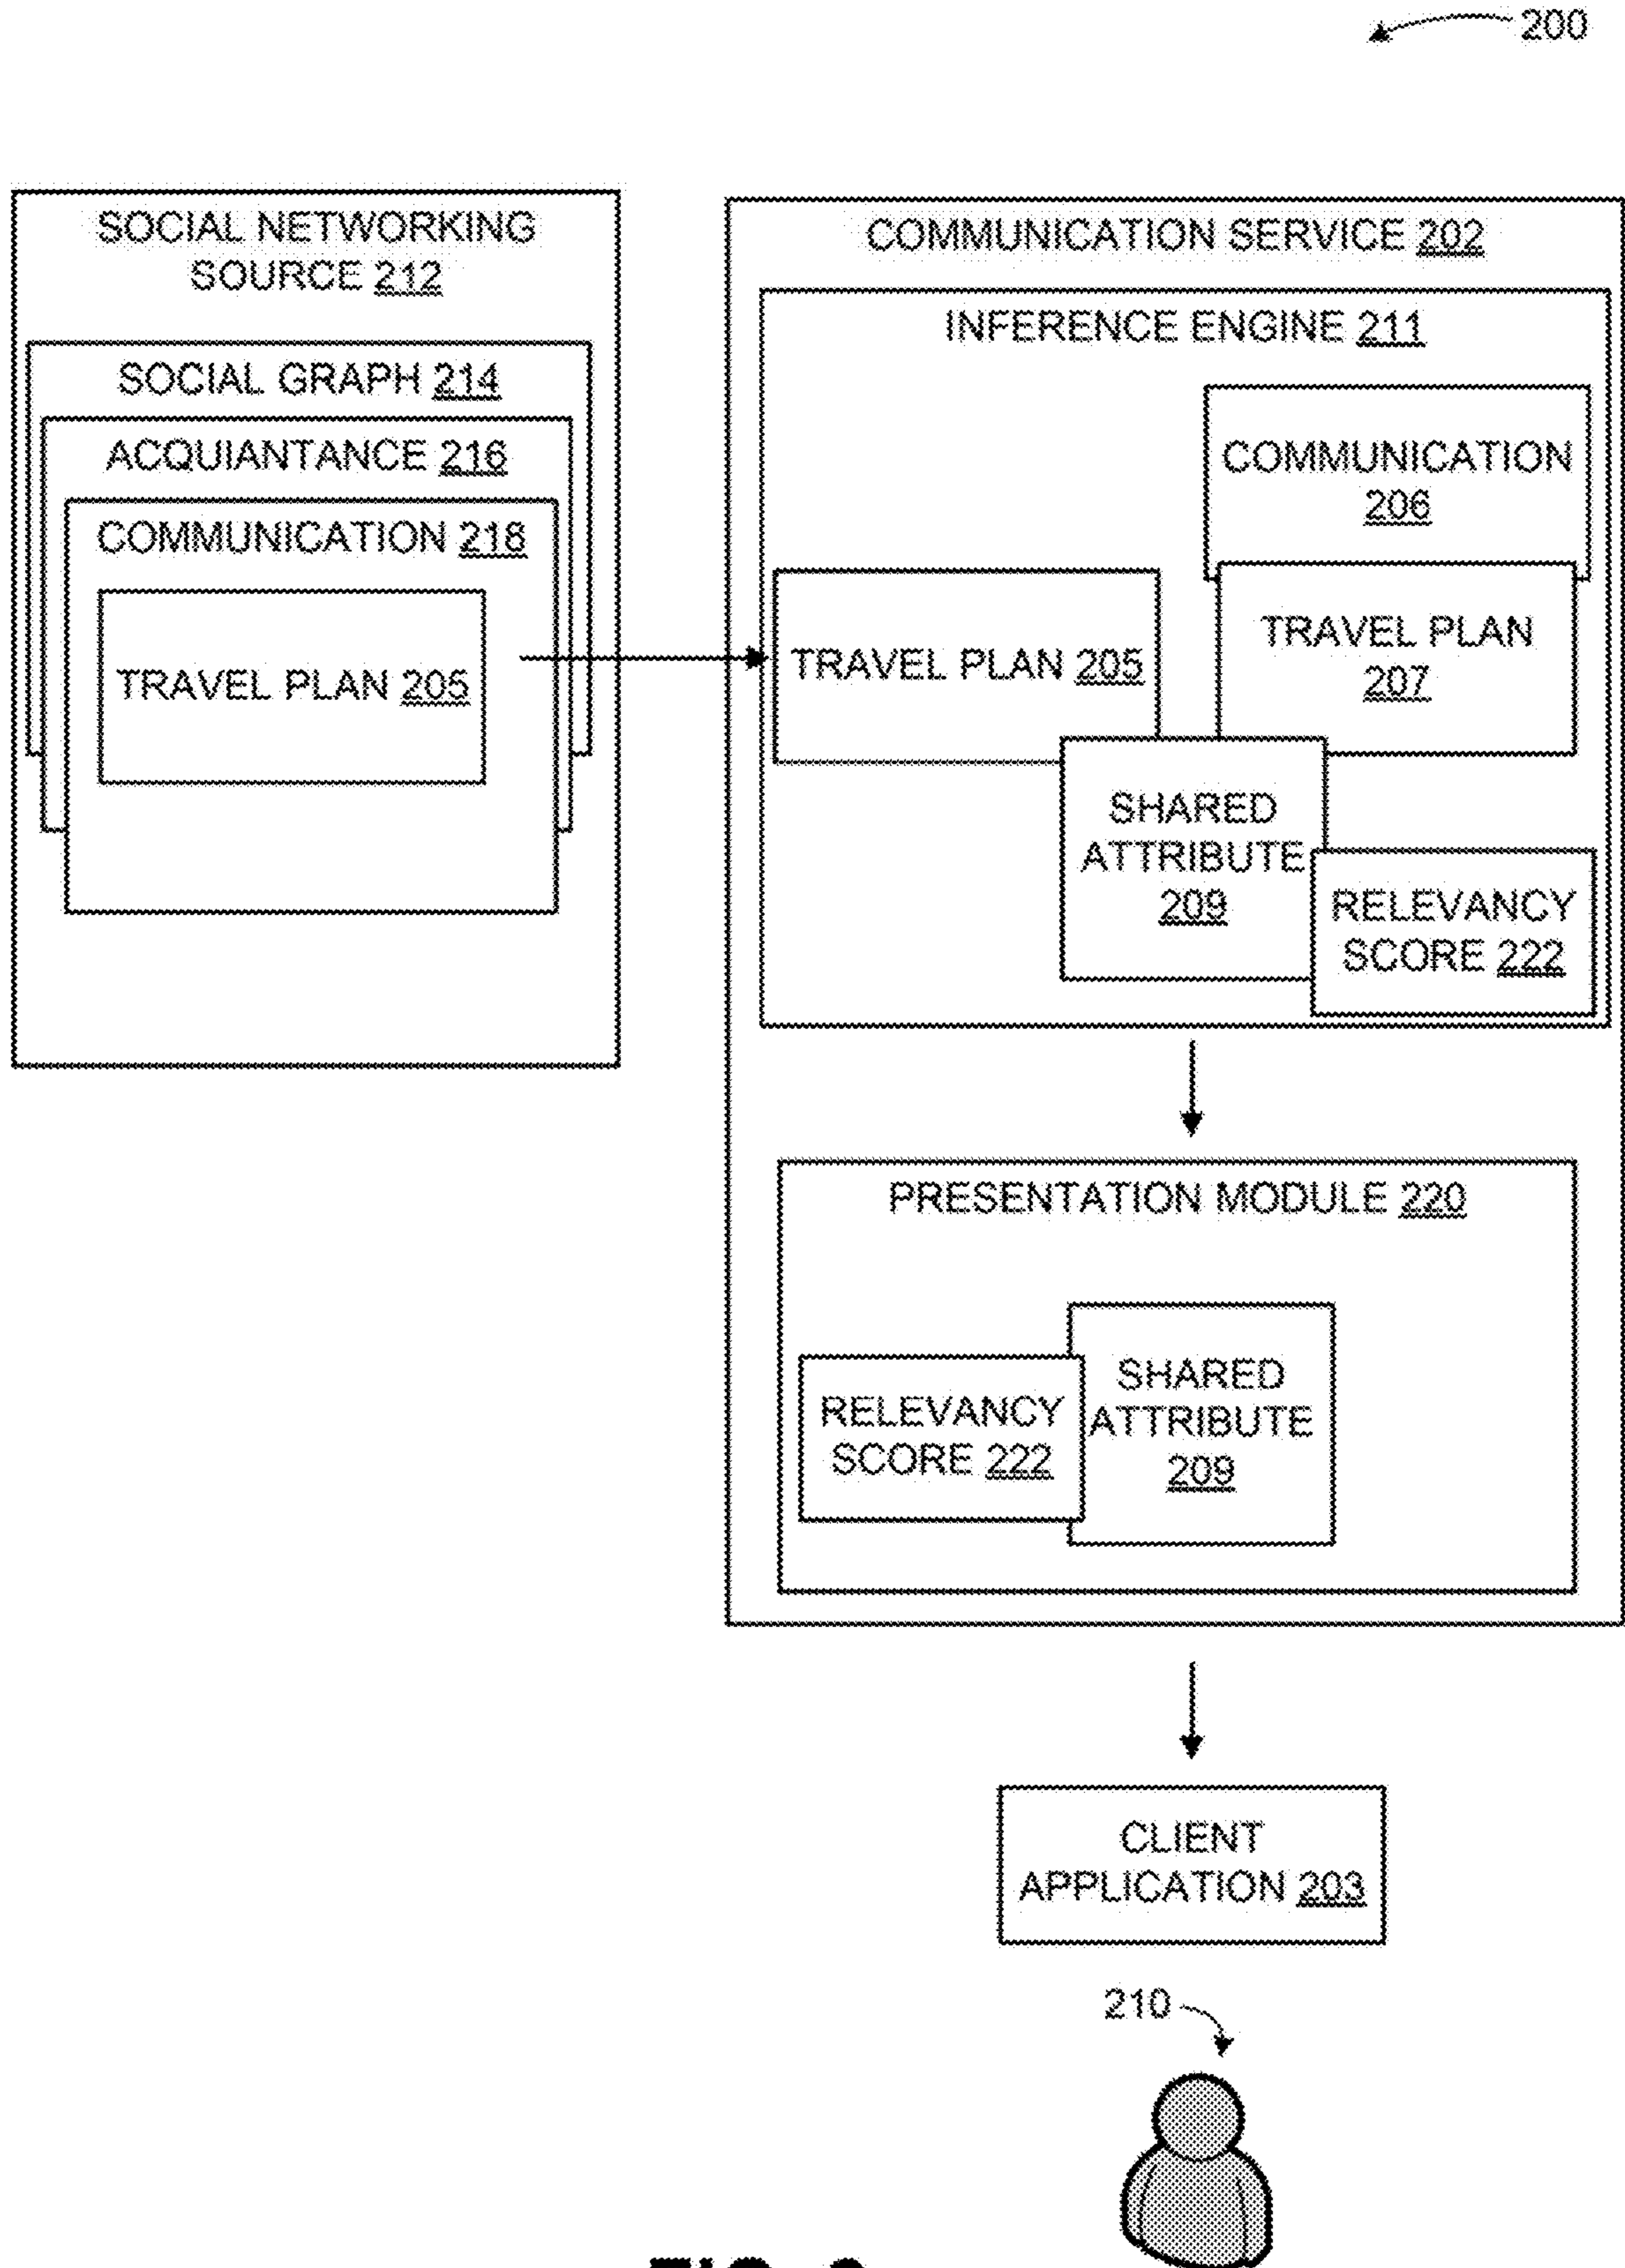 200
SOCIAL NETWORKING
SOURCE 212
SOCIAL GRAPH 214
ACQUIANTANCE 216
COMMUNICATION 218
TRAVEL PLAN 205
COMMUNICATION SERVICE 202
INFERENCE ENGINE 211
COMMUNICATION
206
TRAVEL PLAN 205
TRAVEL PLAN
207
SHARED
ATTRIBUTE
209
RELEVANCY
SCORE 222
PRESENTATION MODULE 220
RELEVANCY
SCORE 222
SHARED
ATTRIBUTE
209
CLIENT
APPLICATION 203
210